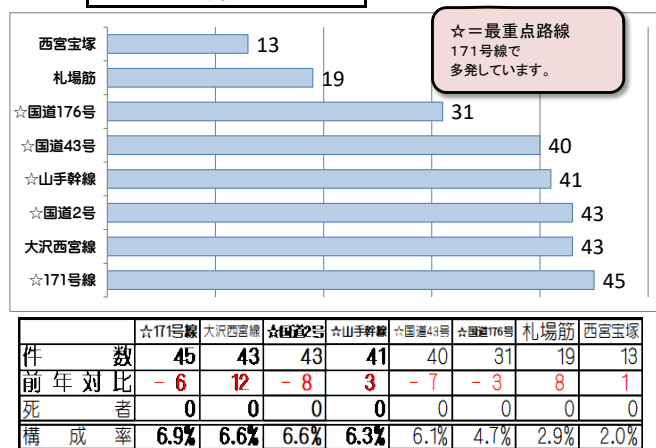 西宮宝塚 13
札場筋 19
☆国道176号 31
☆国道43号 40
☆山手幹線 41
☆国道2号 43
大沢西宮線 43
☆171号線 45
☆=最重点路線
171号線で
多発しています。
☆171号線 大沢西宮線 ☆国道2号 ☆山手幹線 ☆国道43号 ☆国道176号 札場筋 西宮宝塚
件数 45 43 43 41 40 31 19 13
前年対比 -6 12 -8 3 -7 -3 8 1
死者 0 0 0 0 0 0 0 0
構成率 6.9% 6.6% 6.6% 6.3% 6.1% 4.7% 2.9% 2.0%